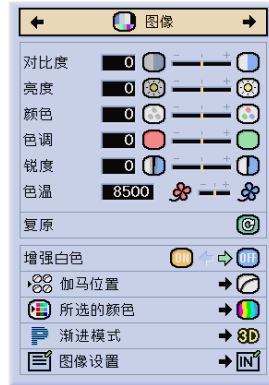 图像
对比度 0
亮度 0
颜色 0
色调 0
锐度 0
色温 8500
复原
增强白色 ON OFF
伽马位置
所选的颜色
渐进模式 3D
图像设置 IN